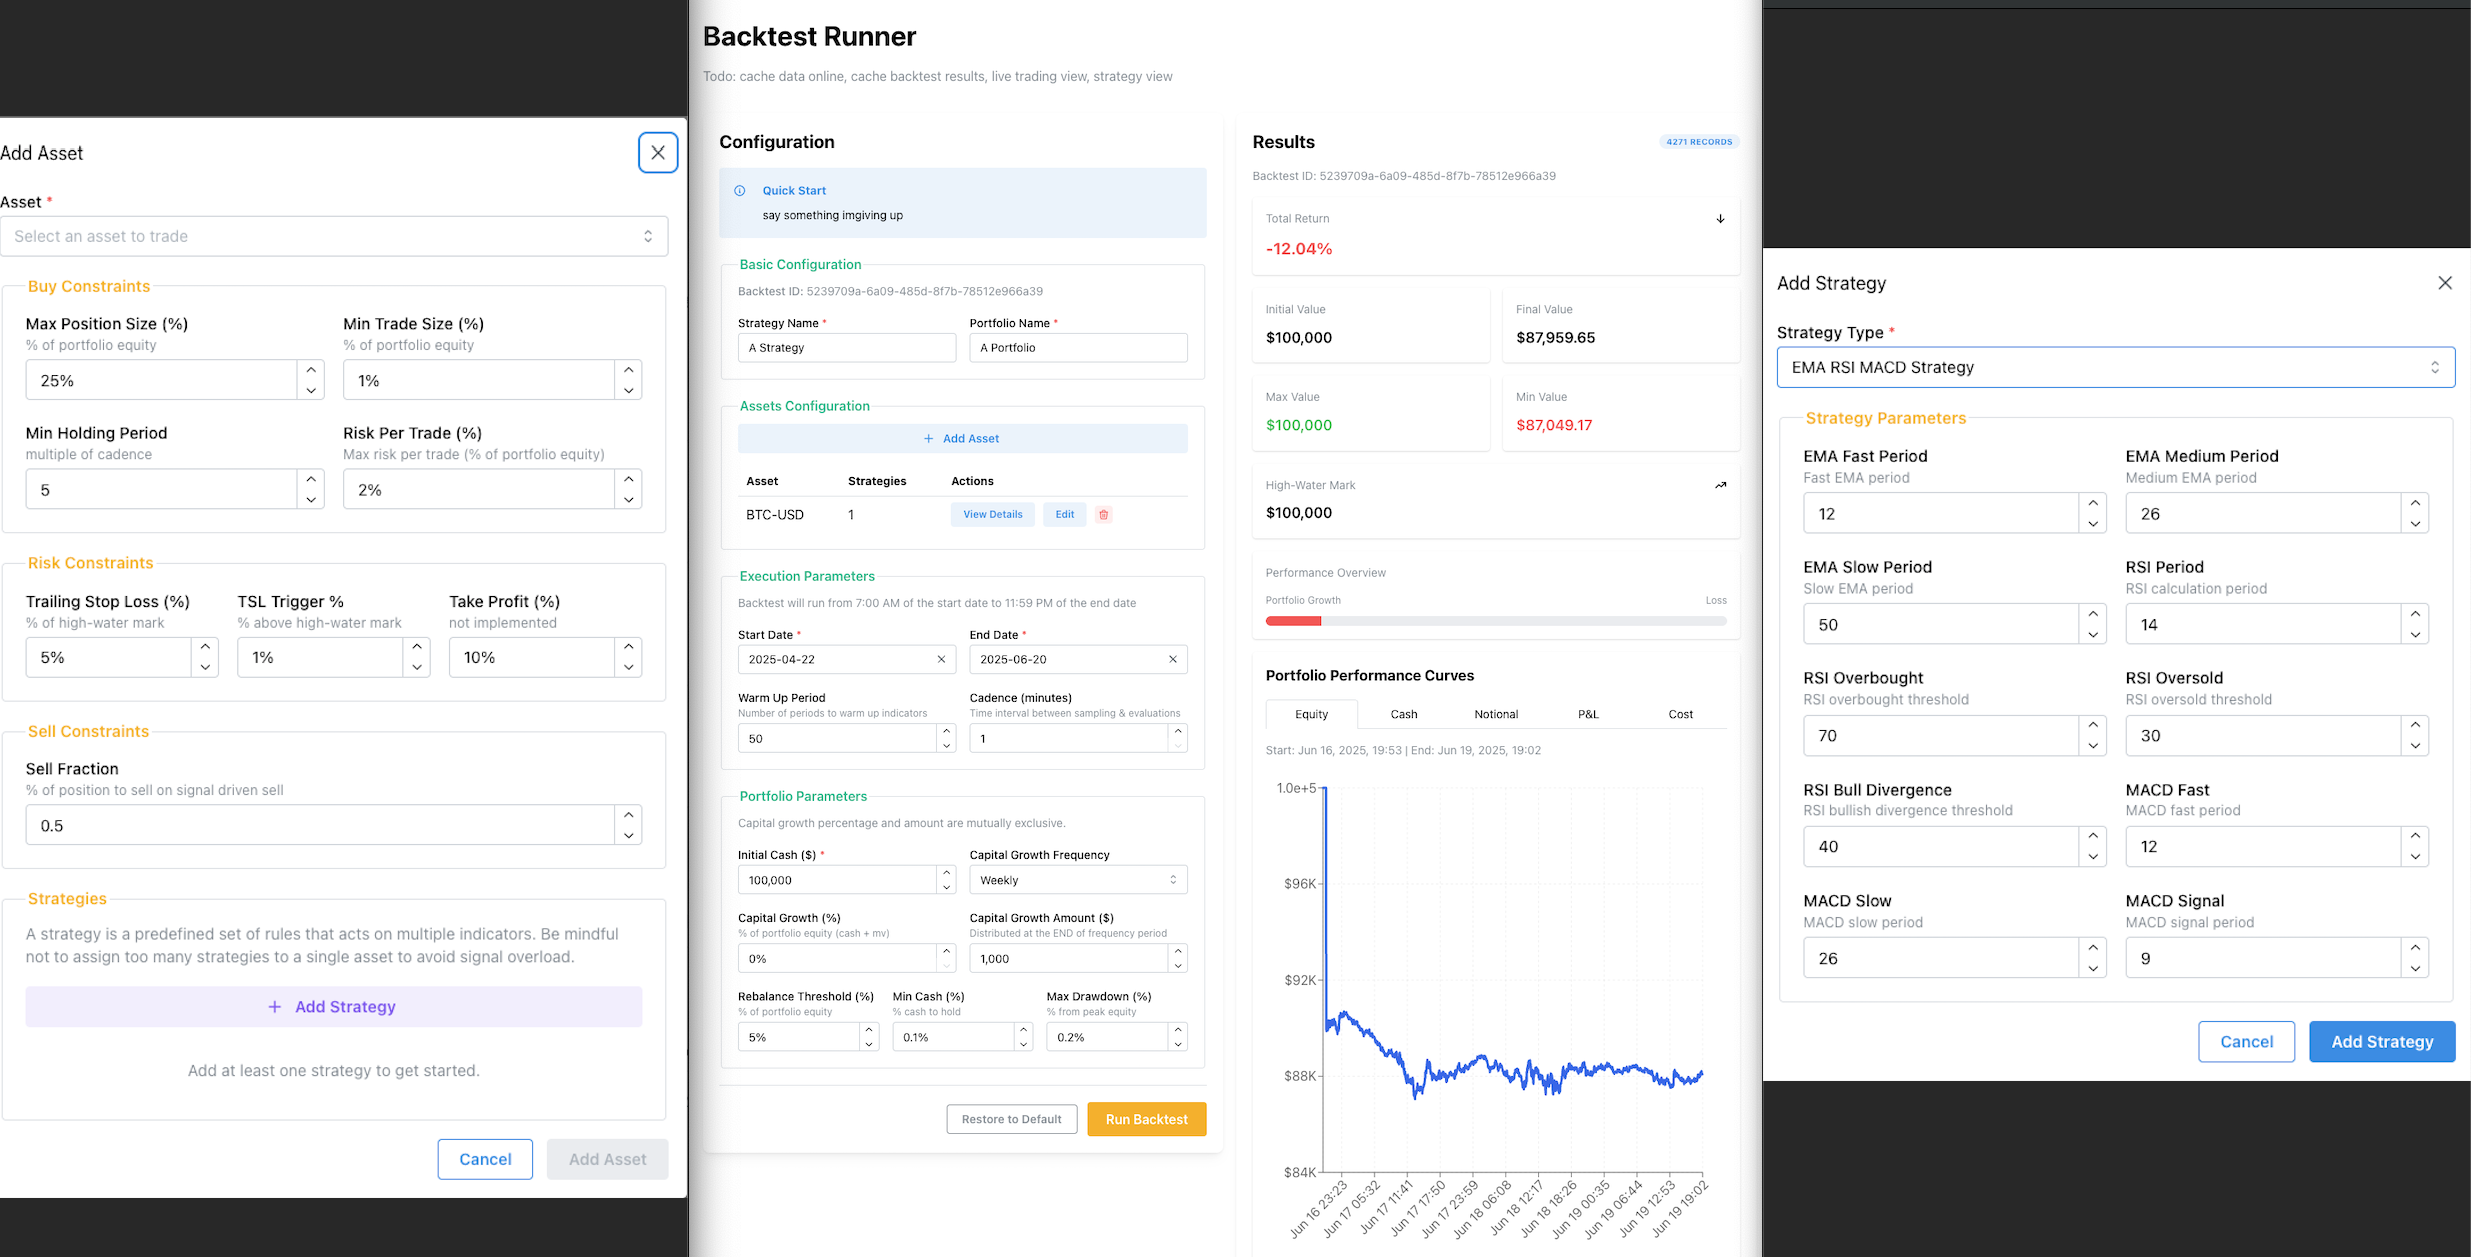 Add Asset
Asset *
Select an asset to trade
Buy Constraints
Max Position Size (%)
% of portfolio equity
25%
Min Trade Size (%)
% of portfolio equity
1%
Min Holding Period
multiple of cadence
5
Risk Per Trade (%)
Max risk per trade (% of portfolio equity)
2%
Risk Constraints
Trailing Stop Loss (%)
% of high-water mark
5%
TSL Trigger %
% above high-water mark
1%
Take Profit (%)
not implemented
10%
Sell Constraints
Sell Fraction
% of position to sell on signal driven sell
0.5
Strategies
A strategy is a predefined set of rules that acts on multiple indicators. Be mindful
not to assign too many strategies to a single asset to avoid signal overload.
+ Add Strategy
Add at least one strategy to get started.
Cancel
Add Asset
Backtest Runner
Todo: cache data online, cache backtest results, live trading view, strategy view
Configuration
Quick Start
say something imgiving up
Basic Configuration
Backtest ID: 5239709a-6a09-485d-8f7b-78512e966a39
Strategy Name *
A Strategy
Portfolio Name *
A Portfolio
Assets Configuration
+ Add Asset
Asset Strategies Actions
BTC-USD 1 View Details Edit
Execution Parameters
Backtest will run from 7:00 AM of the start date to 11:59 PM of the end date
Start Date *
2025-04-22
End Date *
2025-06-20
Warm Up Period
Number of periods to warm up indicators
50
Cadence (minutes)
Time interval between sampling & evaluations
1
Portfolio Parameters
Capital growth percentage and amount are mutually exclusive.
Initial Cash ($) *
100,000
Capital Growth Frequency
Weekly
Capital Growth (%)
% of portfolio equity (cash + mv)
0%
Capital Growth Amount ($)
Distributed at the END of frequency period
1,000
Rebalance Threshold (%)
% of portfolio equity
5%
Min Cash (%)
% cash to hold
0.1%
Max Drawdown (%)
% from peak equity
0.2%
Restore to Default
Run Backtest
Results
4271 RECORDS
Backtest ID: 5239709a-6a09-485d-8f7b-78512e966a39
Total Return
-12.04%
Initial Value
$100,000
Final Value
$87,959.65
Max Value
$100,000
Min Value
$87,049.17
High-Water Mark
$100,000
Performance Overview
Portfolio Growth Loss
Portfolio Performance Curves
Equity Cash Notional P&L Cost
Start: Jun 16, 2025, 19:53 | End: Jun 19, 2025, 19:02
1.0e+5
$96K
$92K
$88K
$84K
Jun 16 23:23
Jun 17 05:32
Jun 17 11:41
Jun 17 17:50
Jun 17 23:59
Jun 18 06:08
Jun 18 12:17
Jun 18 18:26
Jun 19 00:35
Jun 19 06:44
Jun 19 12:53
Jun 19 19:02
Add Strategy
Strategy Type *
EMA RSI MACD Strategy
Strategy Parameters
EMA Fast Period
Fast EMA period
12
EMA Medium Period
Medium EMA period
26
EMA Slow Period
Slow EMA period
50
RSI Period
RSI calculation period
14
RSI Overbought
RSI overbought threshold
70
RSI Oversold
RSI oversold threshold
30
RSI Bull Divergence
RSI bullish divergence threshold
40
MACD Fast
MACD fast period
12
MACD Slow
MACD slow period
26
MACD Signal
MACD signal period
9
Cancel
Add Strategy